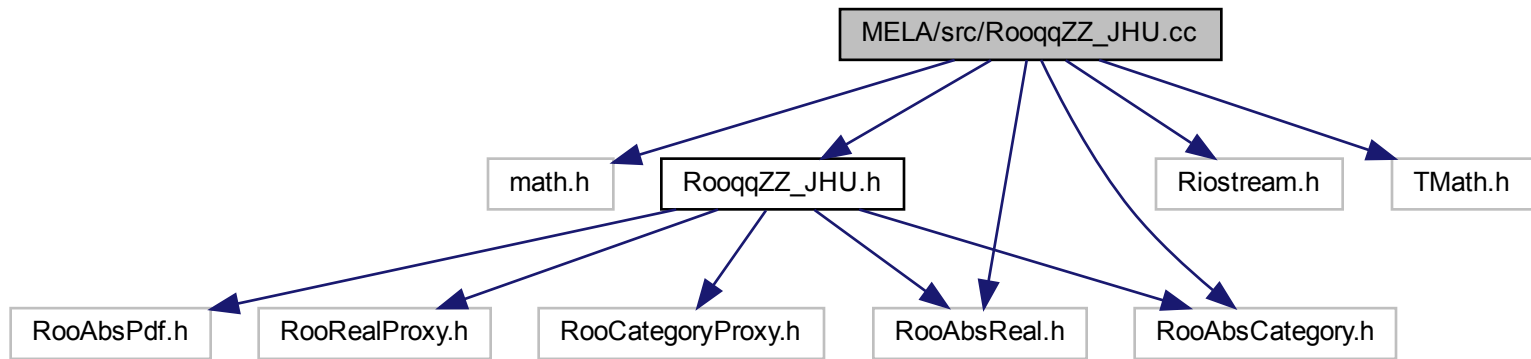 MELA/src/RooqqZZ_JHU.cc
math.h
RooqqZZ_JHU.h
Riostream.h
TMath.h
RooAbsPdf.h
RooRealProxy.h
RooCategoryProxy.h
RooAbsReal.h
RooAbsCategory.h